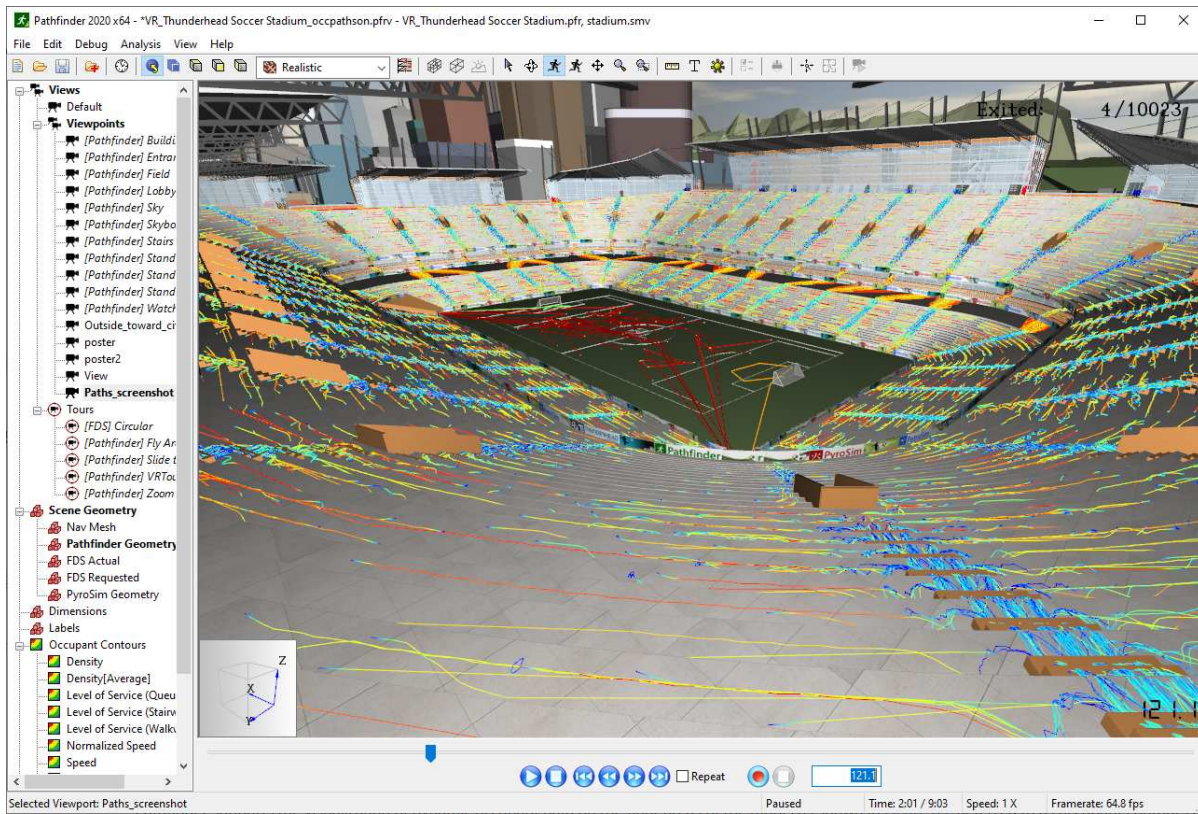 Pathfinder 2020 x64 - *VR_Thunderhead Soccer Stadium_occpathson.pfrv - VR_Thunderhead Soccer Stadium.pfr, stadium.smv
File Edit Debug Analysis View Help
Realistic
Views
Default
Viewpoints
[Pathfinder] Buildi
[Pathfinder] Entrar
[Pathfinder] Field
[Pathfinder] Lobby
[Pathfinder] Sky
[Pathfinder] Skybo
[Pathfinder] Stairs
[Pathfinder] Stand
[Pathfinder] Stand
[Pathfinder] Stand
[Pathfinder] Watch
Outside_toward_cit
poster
poster2
View
Paths_screenshot
Tours
[FDS] Circular
[Pathfinder] Fly Are
[Pathfinder] Slide t
[Pathfinder] VRTou
[Pathfinder] Zoom
Scene Geometry
Nav Mesh
Pathfinder Geometry
FDS Actual
FDS Requested
PyroSim Geometry
Dimensions
Labels
Occupant Contours
Density
Density[Average]
Level of Service (Queu
Level of Service (Stairw
Level of Service (Walkw
Normalized Speed
Speed
Exited: 4/10023
Pathfinder
PyroSim
Z
X
Y
121.1
Repeat
121.1
Selected Viewport: Paths_screenshot
Paused
Time: 2:01 / 9:03
Speed: 1 X
Framerate: 64.8 fps